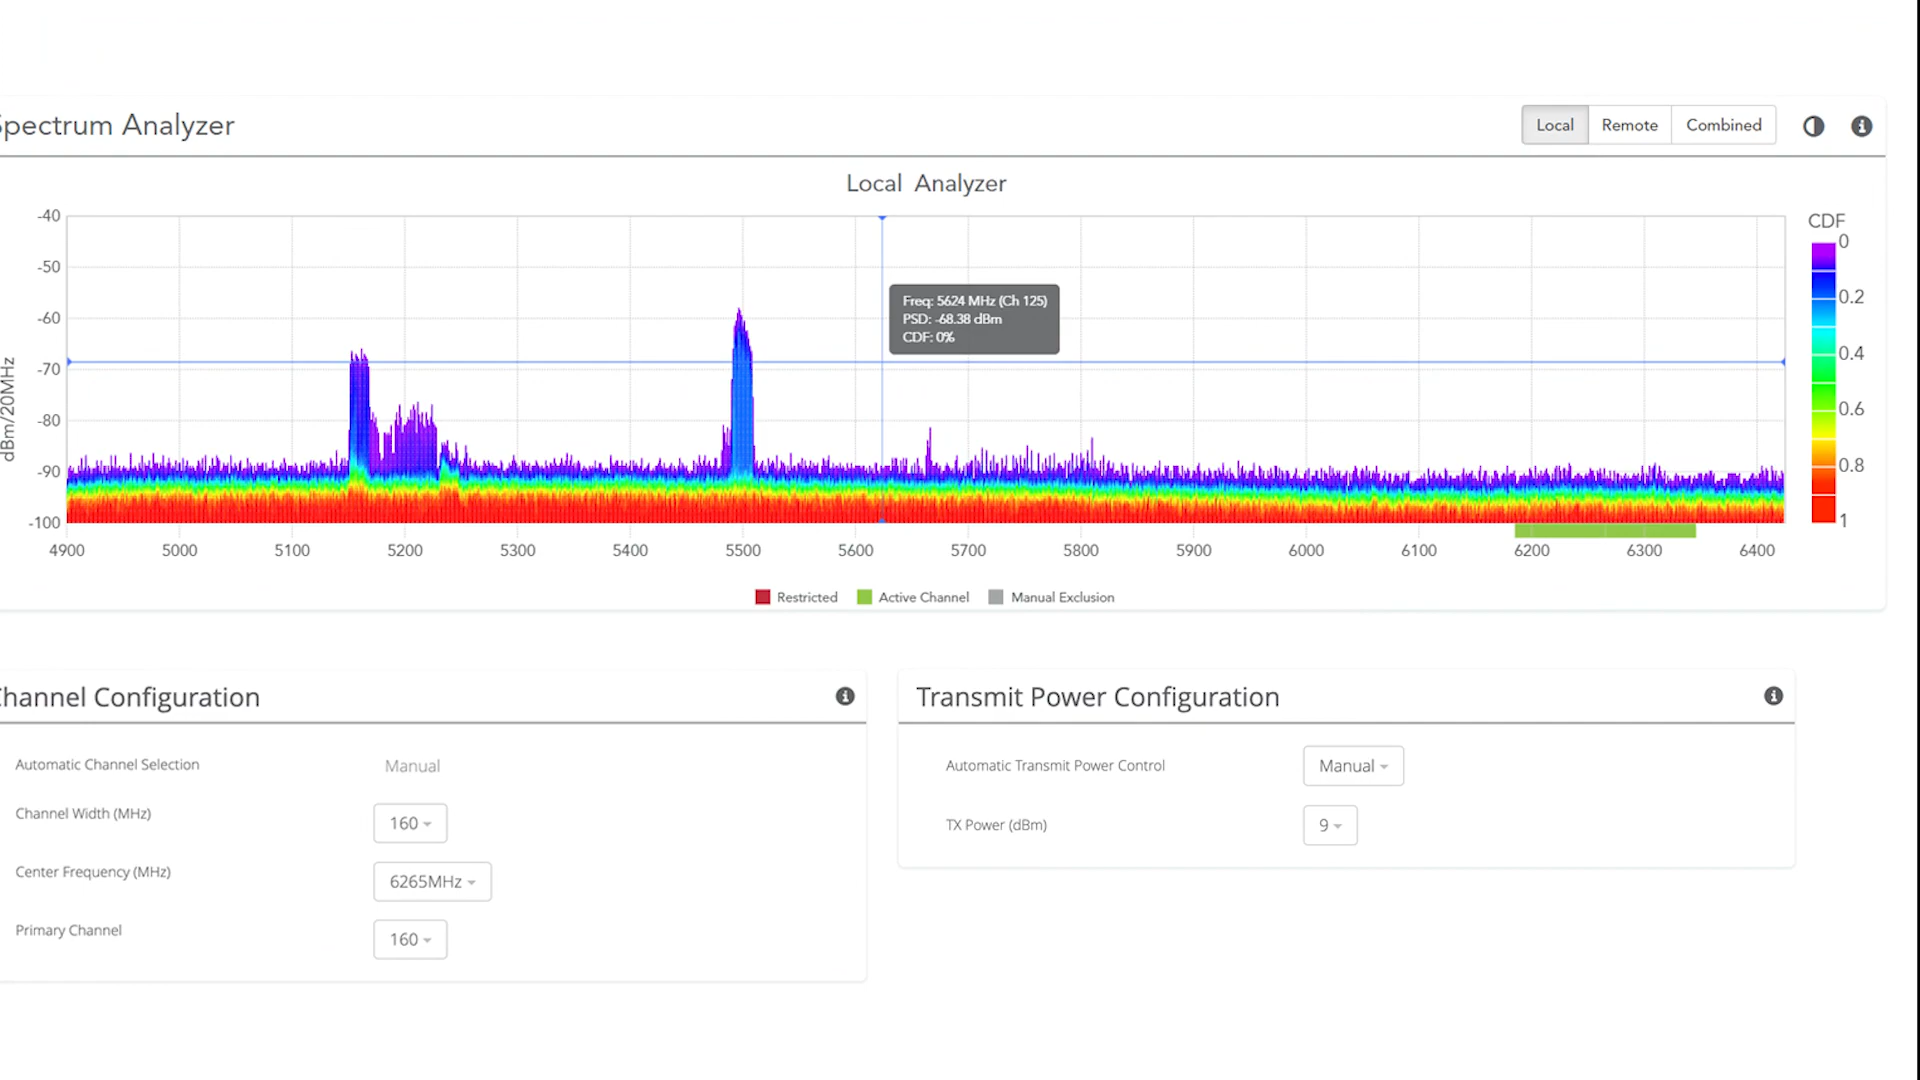 Spectrum Analyzer
Local Remote Combined
Local Analyzer
CDF
dBm/20MHz
-40
-50
-60
-70
-80
-90
-100
Freq: 5624 MHz (Ch 125)
PSD: -68.38 dBm
CDF: 0%
0
0.2
0.4
0.6
0.8
1
4900 5000 5100 5200 5300 5400 5500 5600 5700 5800 5900 6000 6100 6200 6300 6400
Restricted Active Channel Manual Exclusion
Channel Configuration
Automatic Channel Selection Manual
Channel Width (MHz) 160
Center Frequency (MHz) 6265MHz
Primary Channel 160
Transmit Power Configuration
Automatic Transmit Power Control Manual
TX Power (dBm) 9